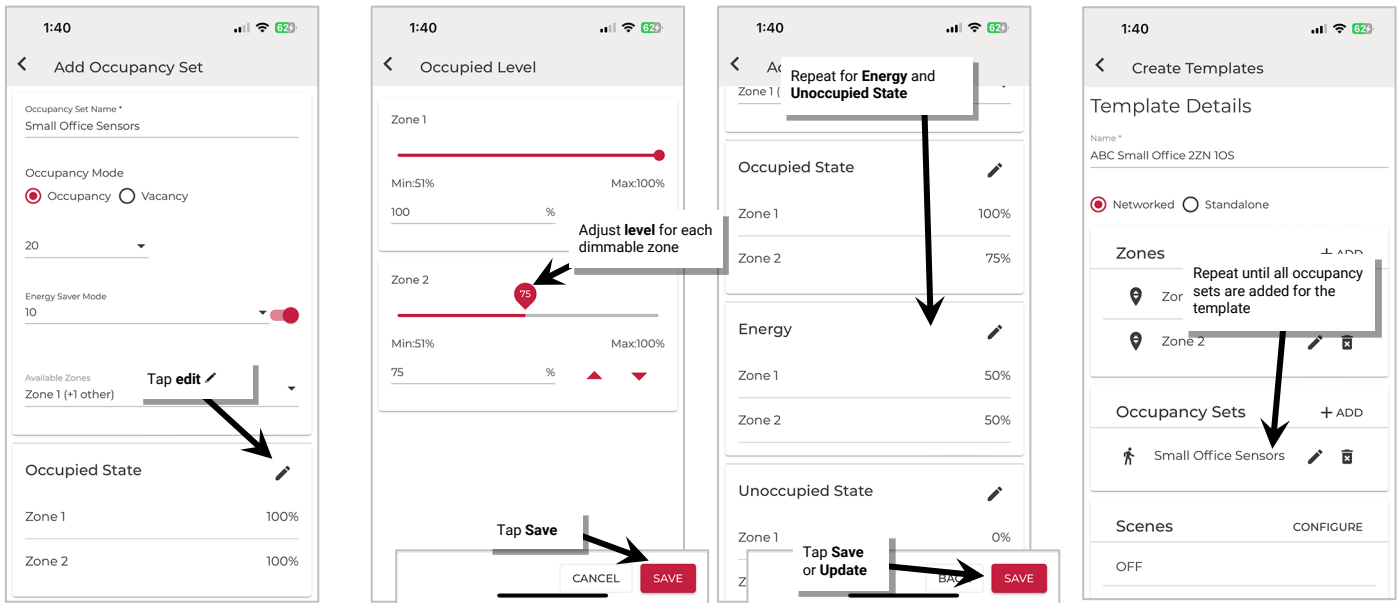 1:40
62
Add Occupancy Set
Occupancy Set Name *
Small Office Sensors
Occupancy Mode
Occupancy
Vacancy
20
Energy Saver Mode
10
Available Zones
Zone 1 (+1 other)
Tap edit
Occupied State
Zone 1 100%
Zone 2 100%
1:40
62
Occupied Level
Zone 1
Min:51% Max:100%
100 %
Adjust level for each
dimmable zone
Zone 2
75
Min:51% Max:100%
75 %
Tap Save
CANCEL SAVE
1:40
62
Repeat for Energy and
Unoccupied State
Zone 1
Occupied State
Zone 1 100%
Zone 2 75%
Energy
Zone 1 50%
Zone 2 50%
Unoccupied State
Zone 1 0%
Tap Save
or Update
SAVE
1:40
62
Create Templates
Template Details
Name *
ABC Small Office 2ZN 1OS
Networked
Standalone
Zones + ADD
Repeat until all occupancy
sets are added for the
template
Zone 2
Occupancy Sets + ADD
Small Office Sensors
Scenes CONFIGURE
OFF